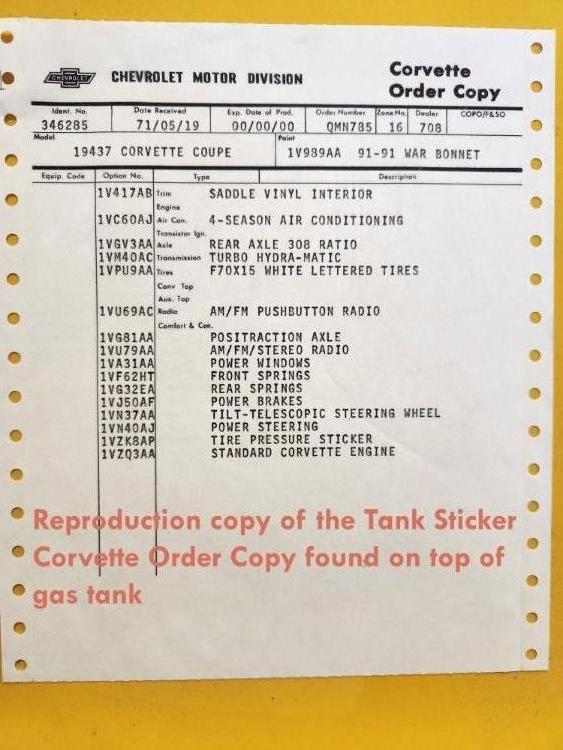 CHEVROLET CHEVROLET MOTOR DIVISION Corvette
Order Copy
Ident. No. Date Received Exp. Date of Prod. Order Number Zone No. Dealer COPO/F&SO
346285 71/05/19 00/00/00 QMN785 16 708
Model Paint
19437 CORVETTE COUPE 1V989AA 91-91 WAR BONNET
Equip. Code Option No. Type Description
1V417AB Trim SADDLE VINYL INTERIOR
Engine
1VC60AJ Air Con. 4-SEASON AIR CONDITIONING
Transistor Ign.
1VGV3AA Axle REAR AXLE 308 RATIO
1VM40AC Transmission TURBO HYDRA-MATIC
1VPU9AA Tires F70X15 WHITE LETTERED TIRES
Conv Top
Aux. Top
1VU69AC Radio AM/FM PUSHBUTTON RADIO
Comfort & Con.
1VG81AA POSITRACTION AXLE
1VU79AA AM/FM/STEREO RADIO
1VA31AA POWER WINDOWS
1VF62HT FRONT SPRINGS
1VG32EA REAR SPRINGS
1VJ50AF POWER BRAKES
1VN37AA TILT-TELESCOPIC STEERING WHEEL
1VN40AJ POWER STEERING
1VZK8AP TIRE PRESSURE STICKER
1VZQ3AA STANDARD CORVETTE ENGINE
Reproduction copy of the Tank Sticker
Corvette Order Copy found on top of
gas tank